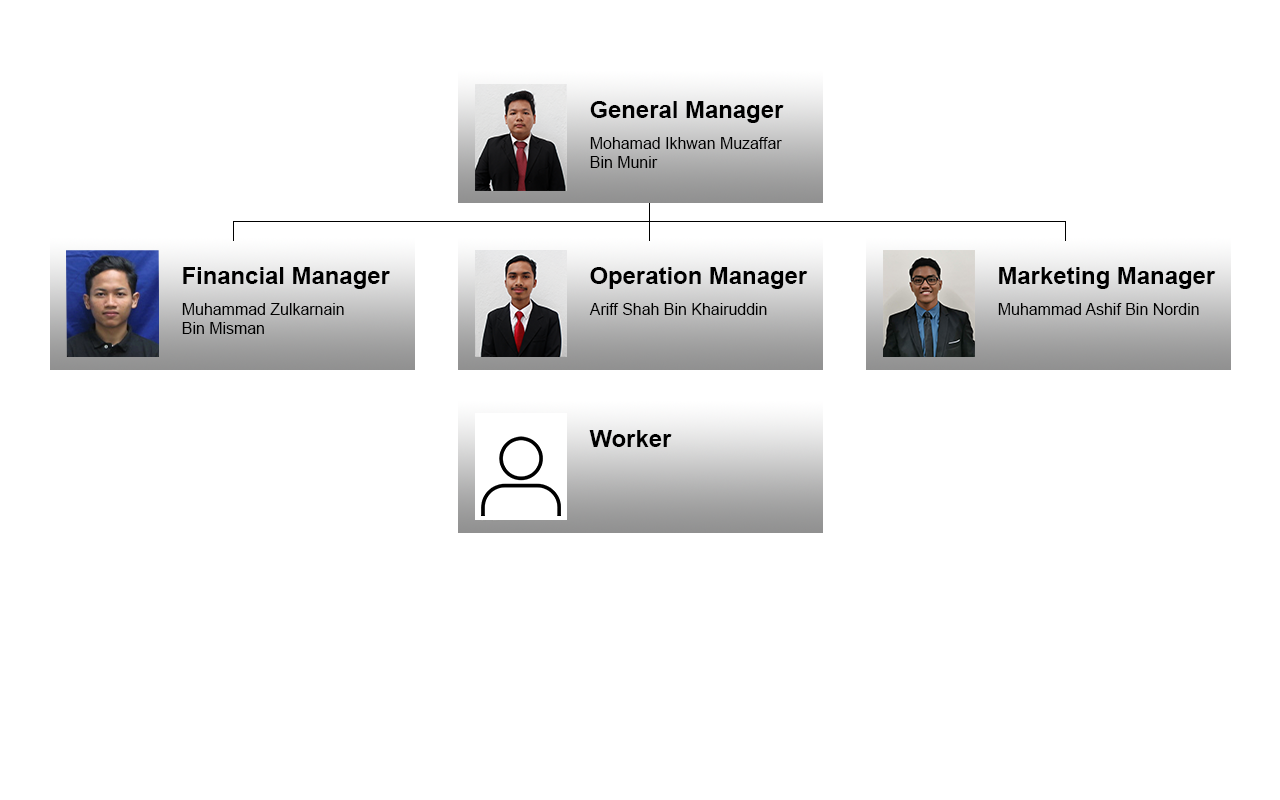 General Manager
Mohamad Ikhwan Muzaffar
Bin Munir
Financial Manager
Muhammad Zulkarnain
Bin Misman
Operation Manager
Ariff Shah Bin Khairuddin
Marketing Manager
Muhammad Ashif Bin Nordin
Worker